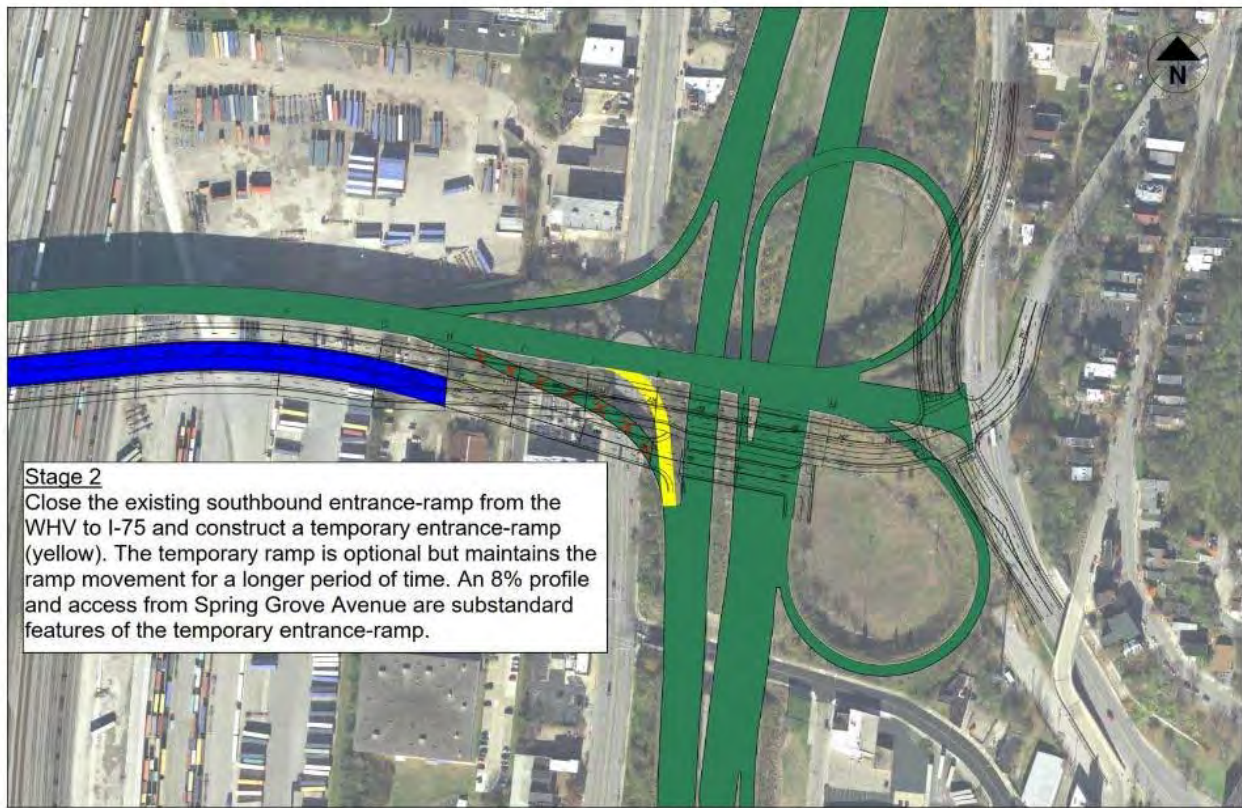 N
Stage 2
Close the existing southbound entrance-ramp from the
WHV to I-75 and construct a temporary entrance-ramp
(yellow). The temporary ramp is optional but maintains the
ramp movement for a longer period of time. An 8% profile
and access from Spring Grove Avenue are substandard
features of the temporary entrance-ramp.